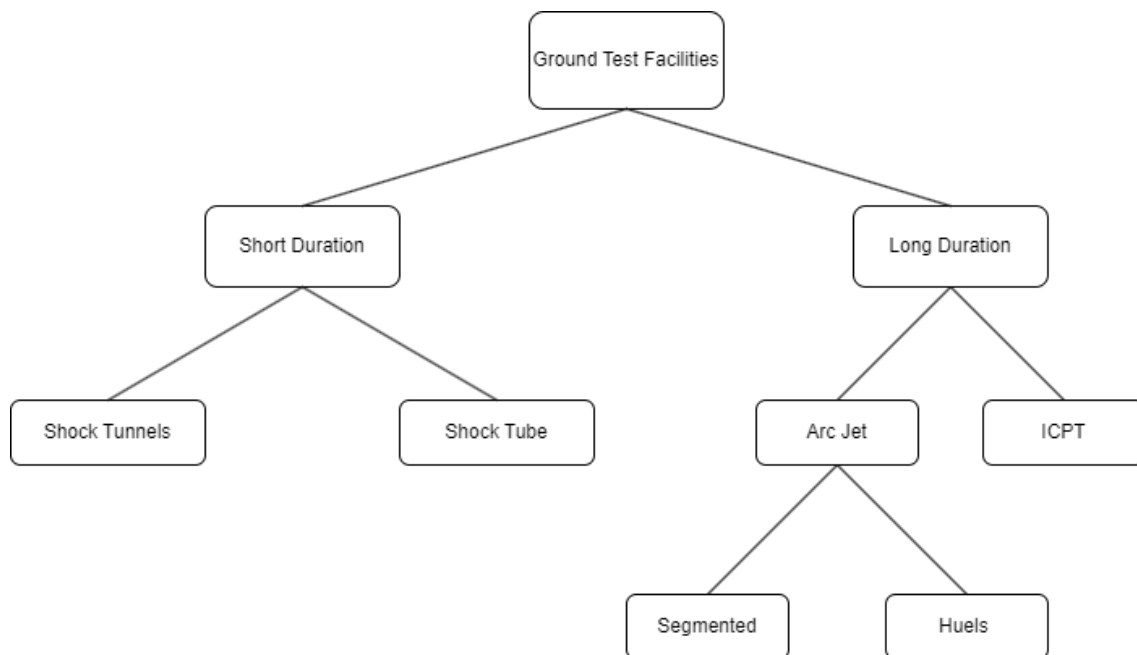 Ground Test Facilities
Short Duration
Long Duration
Shock Tunnels
Shock Tube
Arc Jet
ICPT
Segmented
Huels